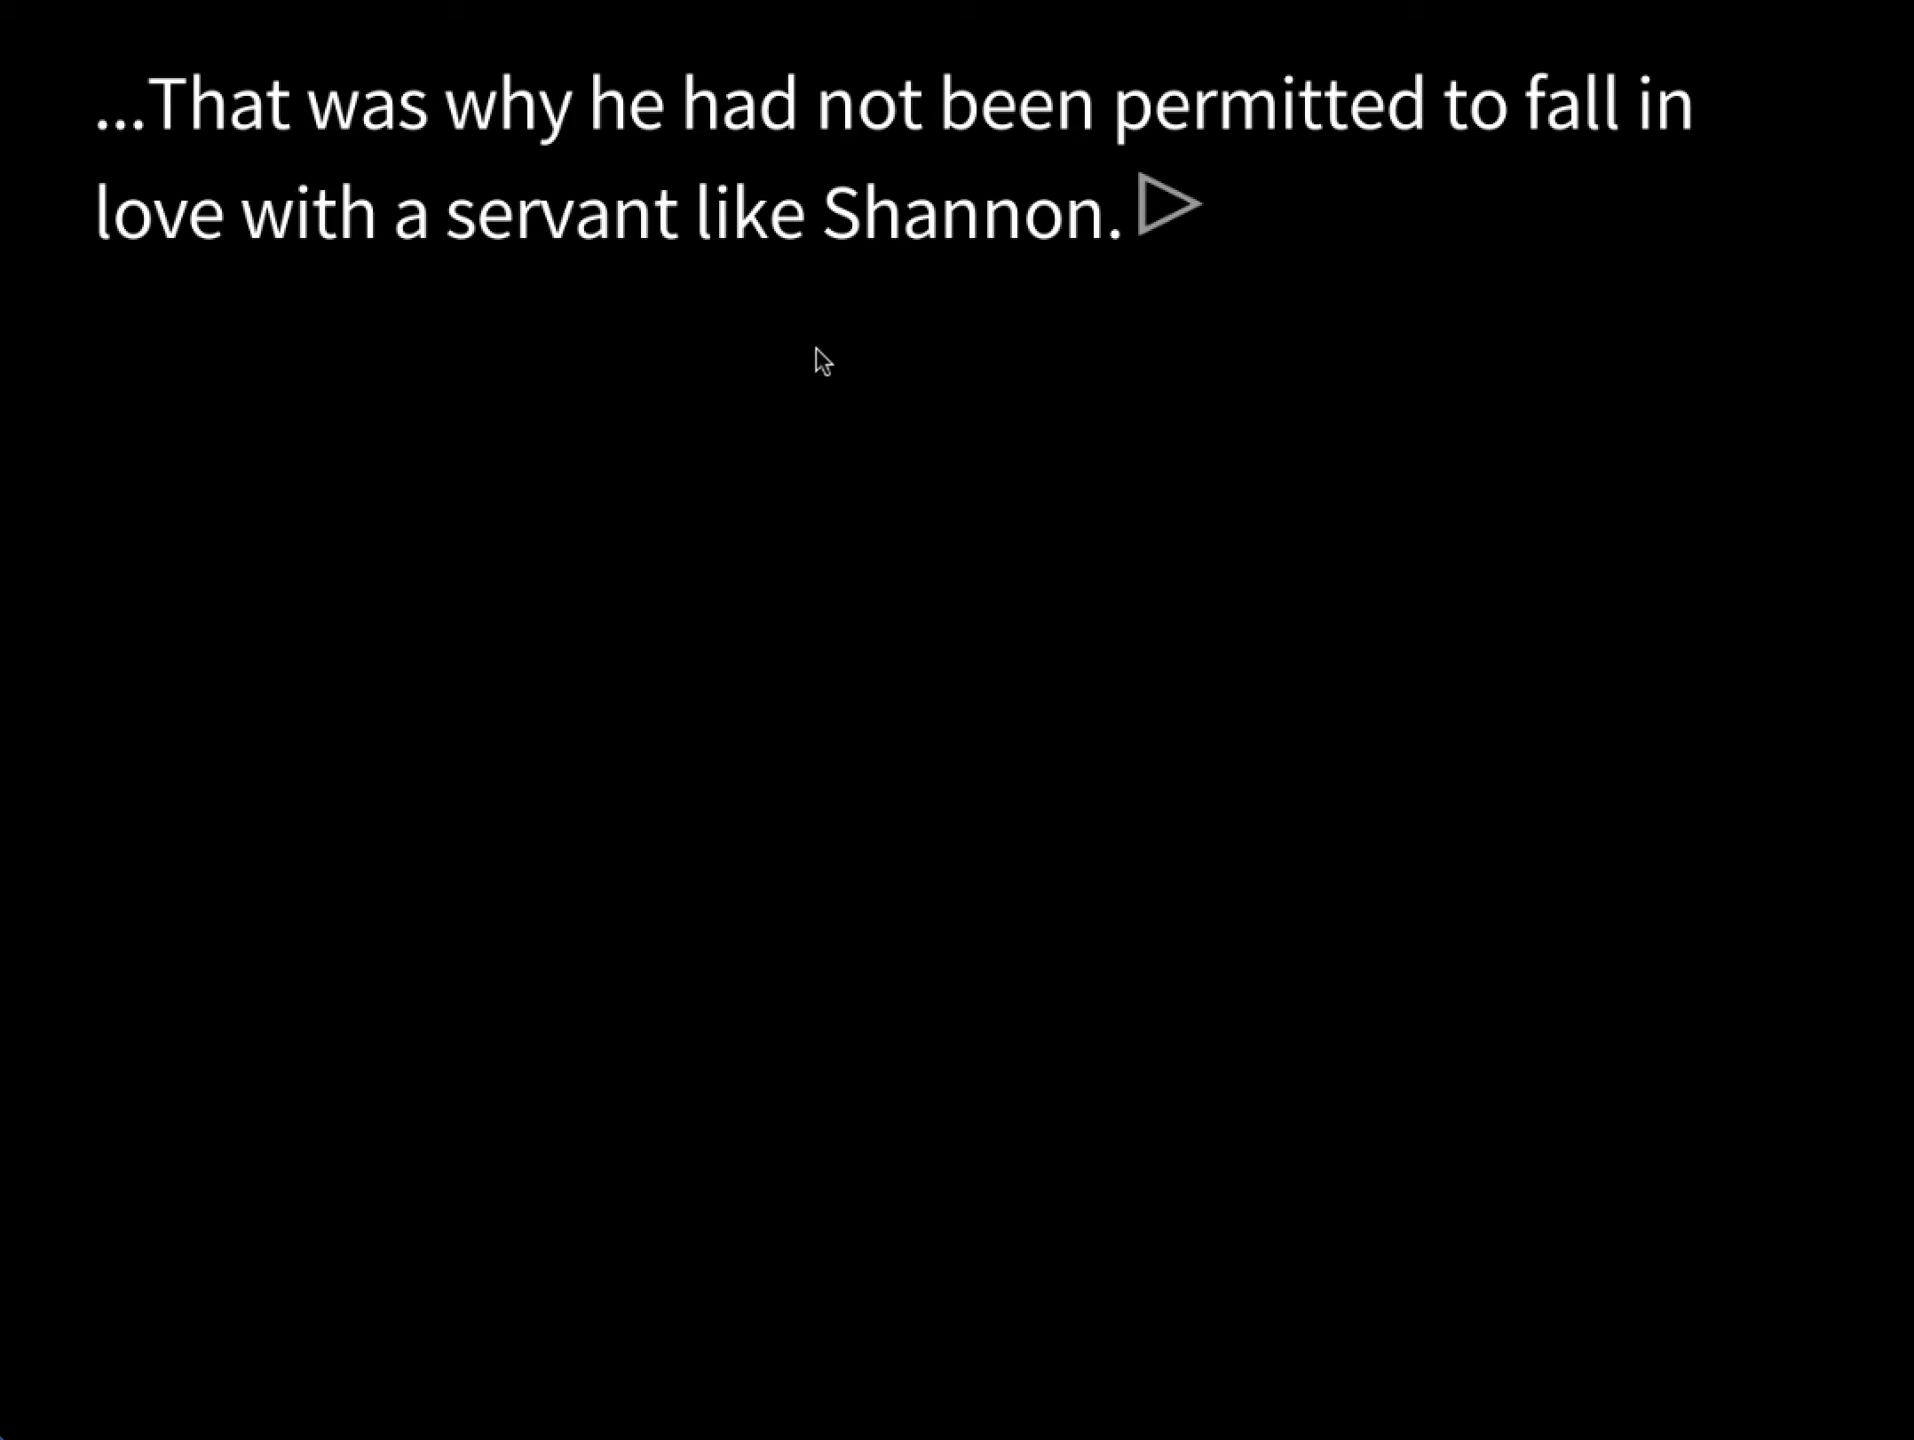 ...That was why he had not been permitted to fall in
love with a servant like Shannon.